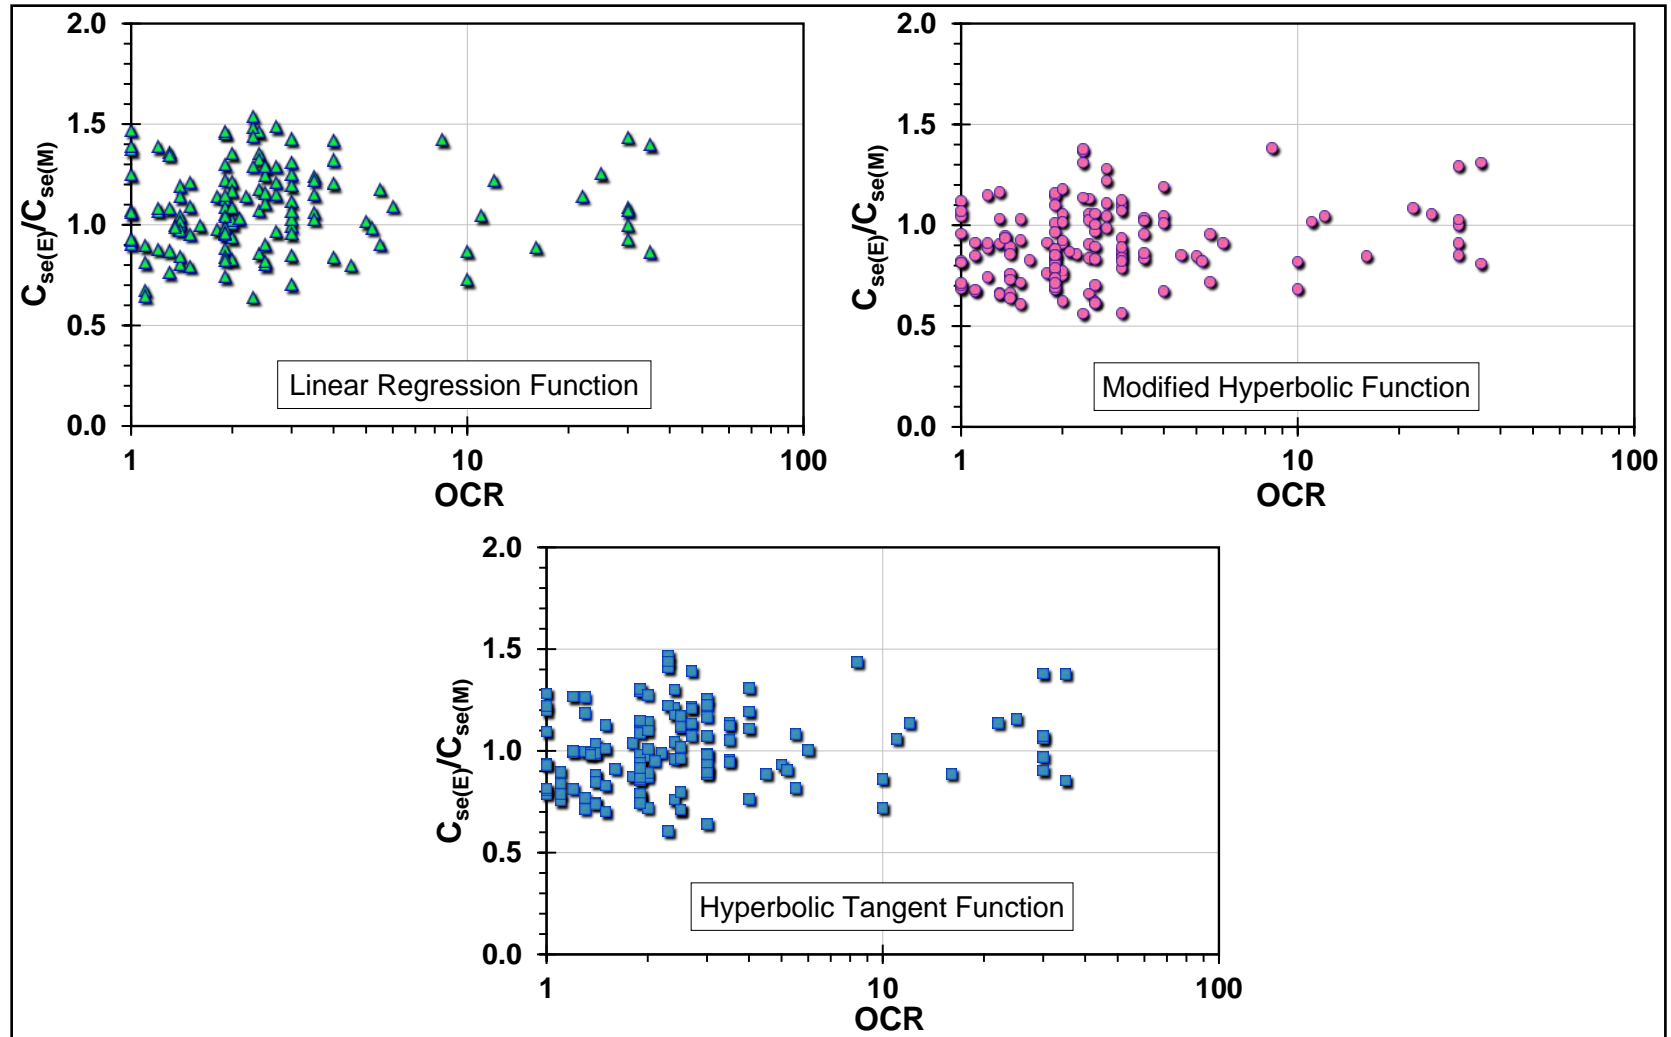 2.0
1.5
1.0
0.5
0.0
Cse(E)/Cse(M)
Linear Regression Function
1 10 100
OCR
2.0
1.5
1.0
0.5
0.0
Cse(E)/Cse(M)
Modified Hyperbolic Function
1 10 100
OCR
2.0
1.5
1.0
0.5
0.0
Cse(E)/Cse(M)
Hyperbolic Tangent Function
1 10 100
OCR